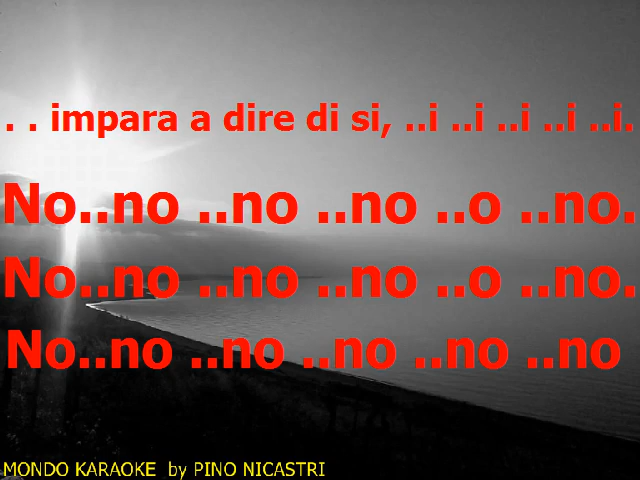 . . impara a dire di si, ..i ..i ..i ..i ..i.
No..no ..no ..no ..o ..no.
No..no ..no ..no ..o ..no.
No..no ..no ..no ..no ..no
MONDO KARAOKE by PINO NICASTRI